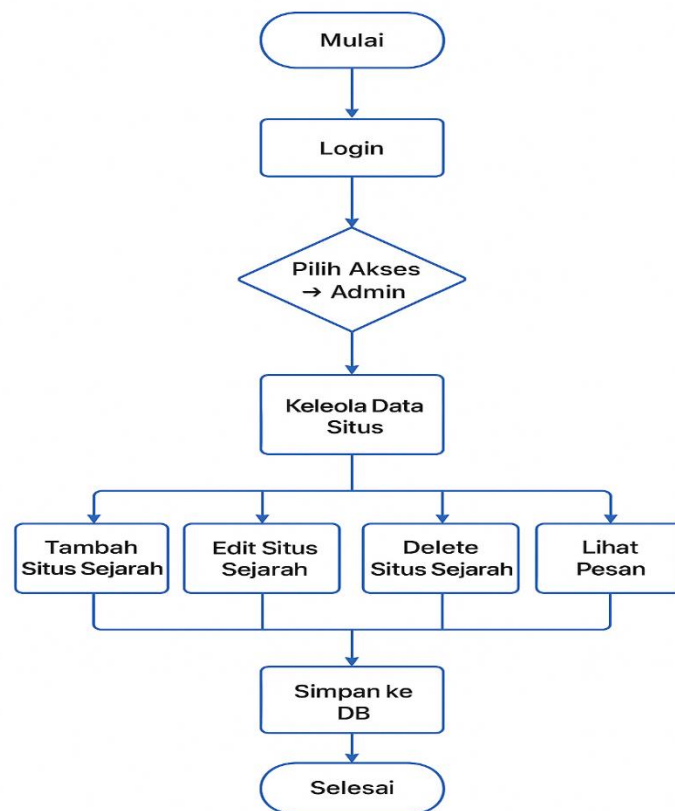 Mulai
Login
Pilih Akses
→ Admin
Keleola Data
Situs
Tambah
Situs Sejarah
Edit Situs
Sejarah
Delete
Situs Sejarah
Lihat
Pesan
Simpan ke
DB
Selesai